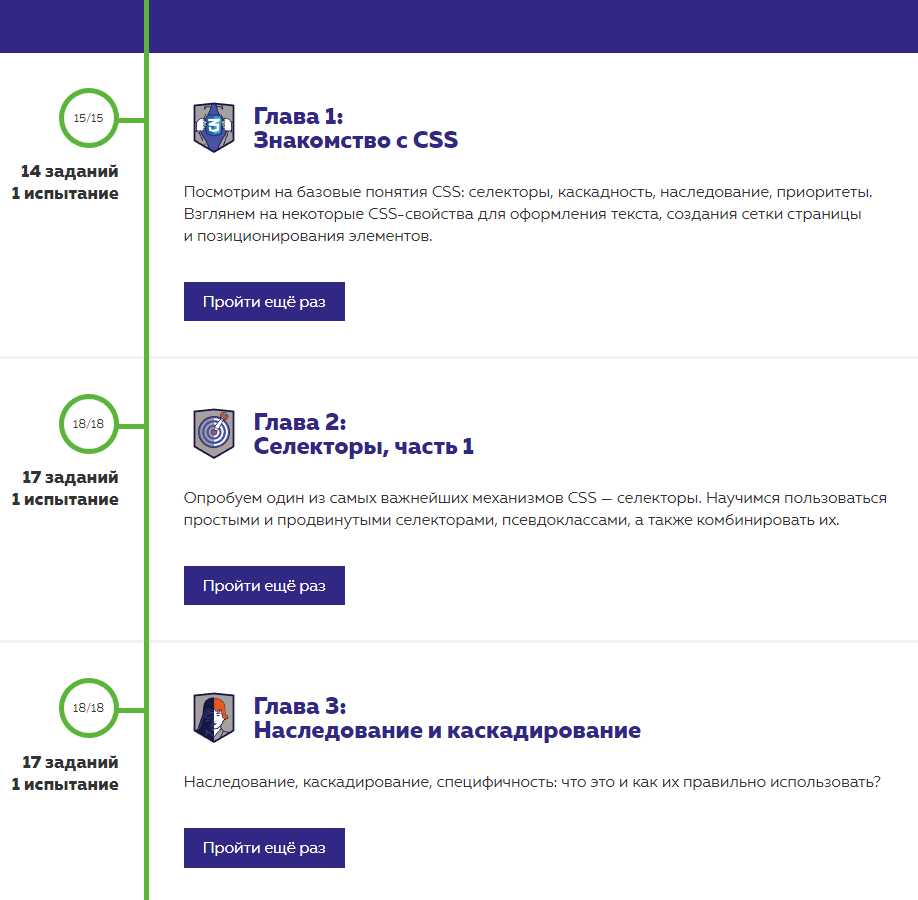 15/15
14 заданий
1 испытание
3
Глава 1:
Знакомство с CSS
Посмотрим на базовые понятия CSS: селекторы, каскадность, наследование, приоритеты.
Взглянем на некоторые CSS-свойства для оформления текста, создания сетки страницы
и позиционирования элементов.
Пройти ещё раз
18/18
17 заданий
1 испытание
Глава 2:
Селекторы, часть 1
Опробуем один из самых важнейших механизмов CSS — селекторы. Научимся пользоваться
простыми и продвинутыми селекторами, псевдоклассами, а также комбинировать их.
Пройти ещё раз
18/18
17 заданий
1 испытание
Глава 3:
Наследование и каскадирование
Наследование, каскадирование, специфичность: что это и как их правильно использовать?
Пройти ещё раз